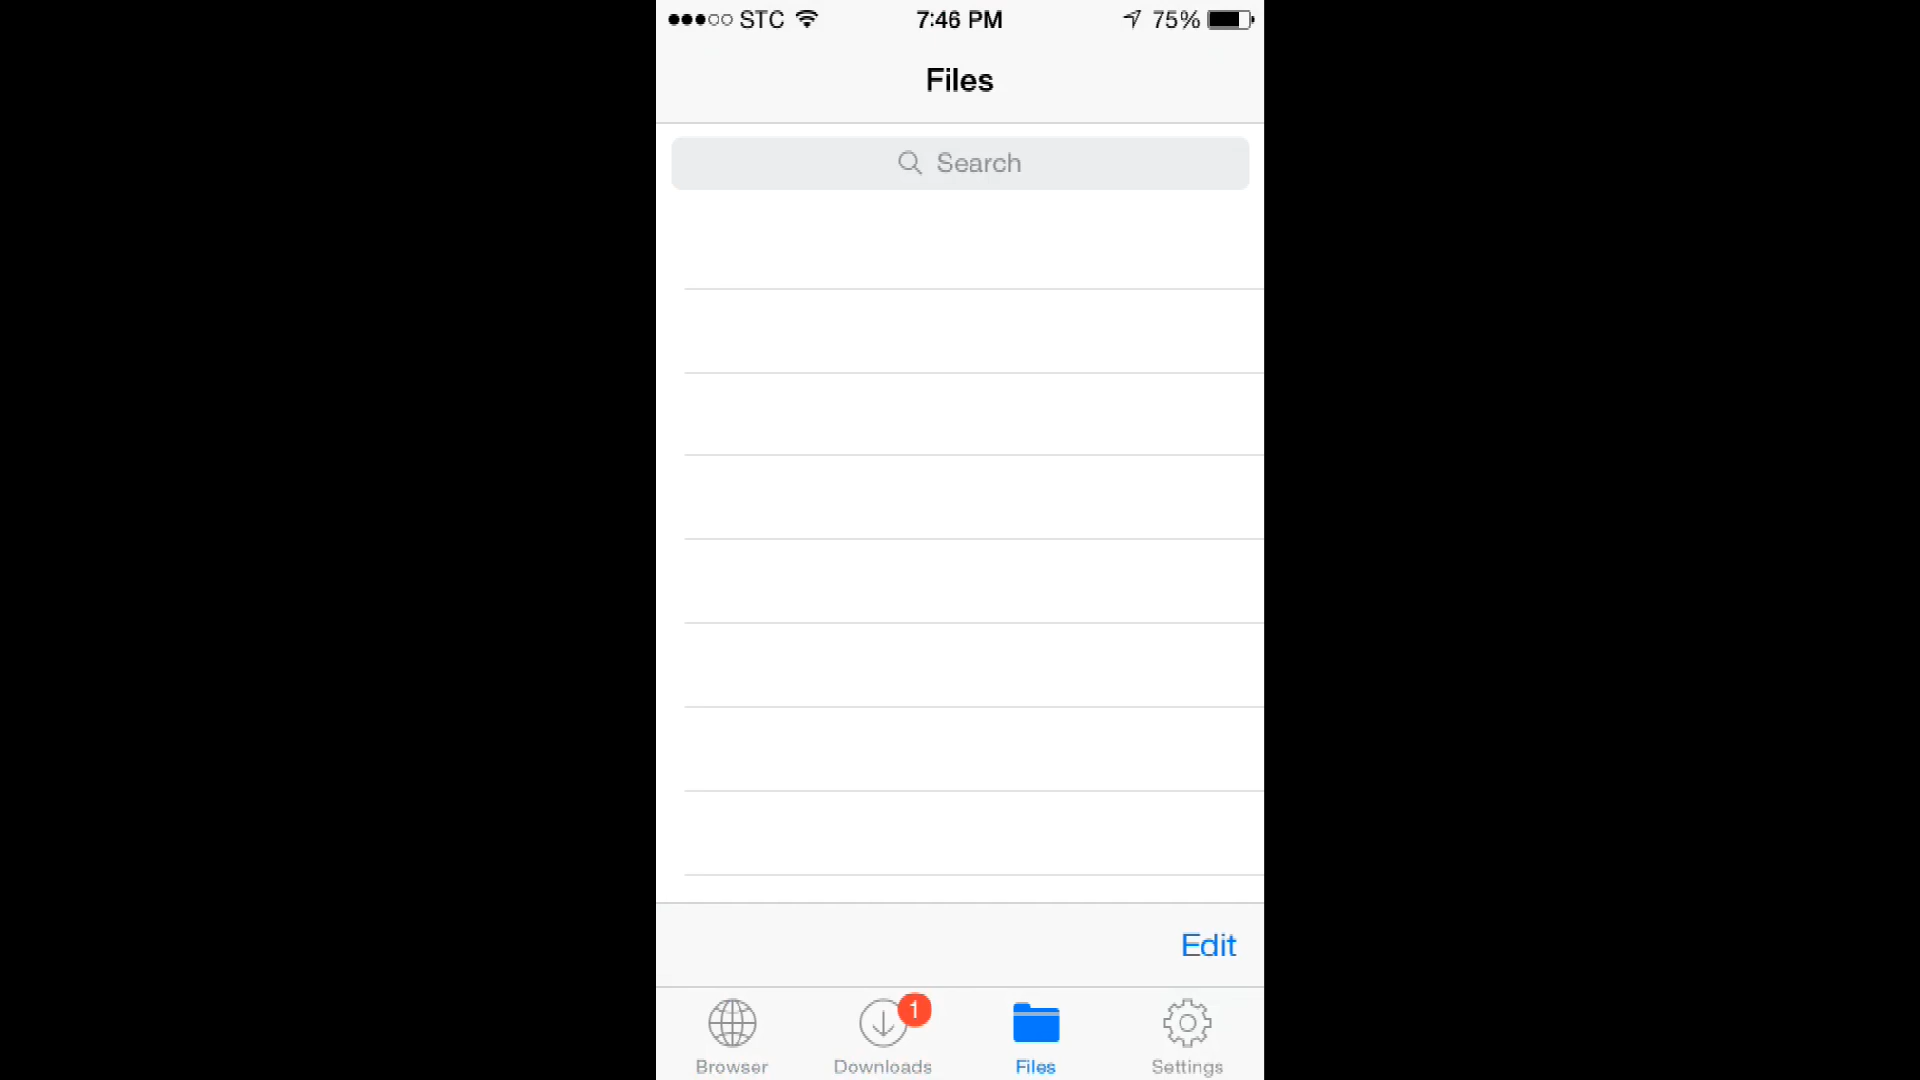 STC 7:46 PM 75%
Files
Search
Edit
1
Browser Downloads Files Settings